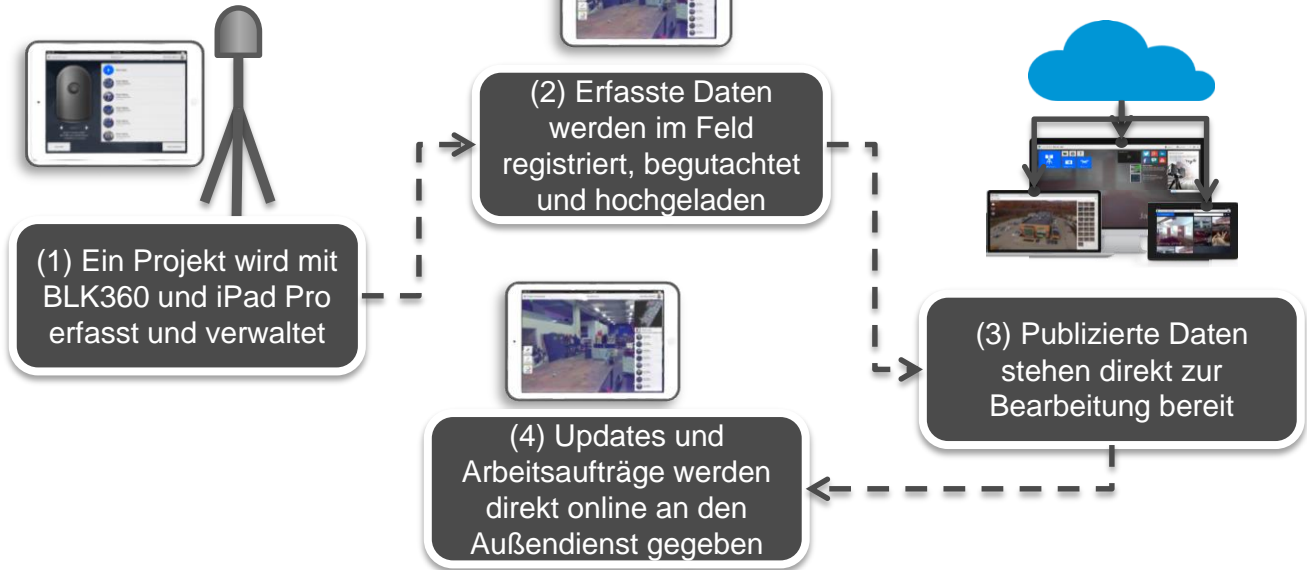 (1) Ein Projekt wird mit
BLK360 und iPad Pro
erfasst und verwaltet
(2) Erfasste Daten
werden im Feld
registriert, begutachtet
und hochgeladen
(3) Publizierte Daten
stehen direkt zur
Bearbeitung bereit
(4) Updates und
Arbeitsaufträge werden
direkt online an den
Außendienst gegeben